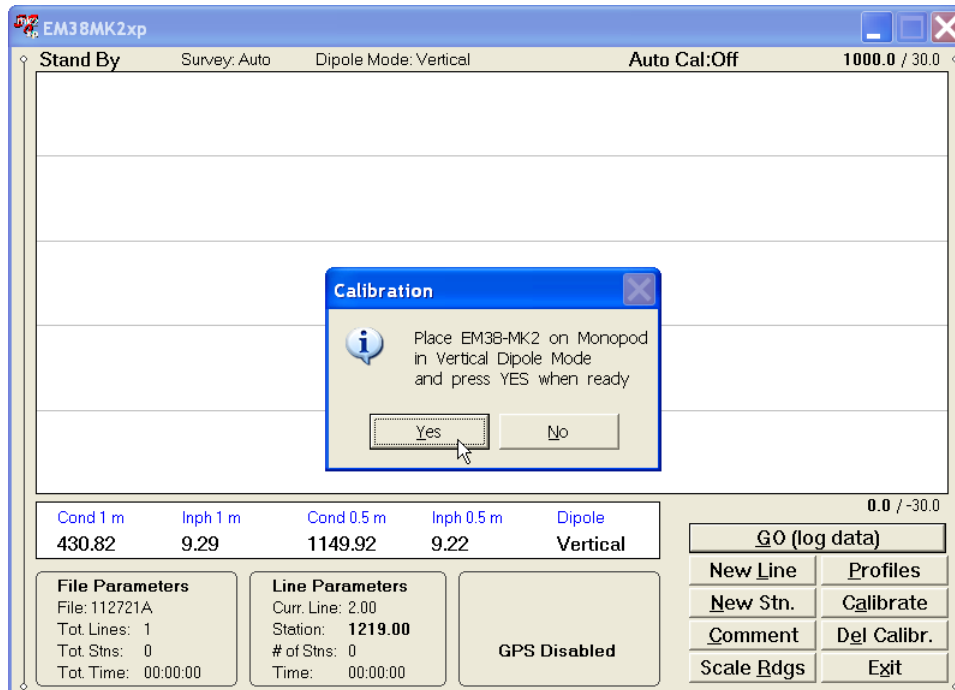 EM38MK2xp
Stand By Survey: Auto Dipole Mode: Vertical Auto Cal:Off 1000.0 / 30.0
Calibration
Place EM38-MK2 on Monopod
in Vertical Dipole Mode
and press YES when ready
Yes No
0.0 / -30.0
Cond 1 m Inph 1 m Cond 0.5 m Inph 0.5 m Dipole
430.82 9.29 1149.92 9.22 Vertical
GO (log data)
New Line Profiles
New Stn. Calibrate
Comment Del Calibr.
Scale Rdgs Exit
File Parameters
File: 112721A
Tot. Lines: 1
Tot. Stns: 0
Tot. Time: 00:00:00
Line Parameters
Curr. Line: 2.00
Station: 1219.00
# of Stns: 0
Time: 00:00:00
GPS Disabled